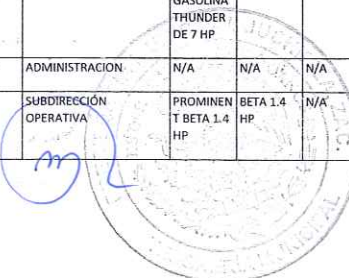 GASOLINA
THUNDER
DE 7 HP
ADMINISTRACION N/A N/A N/A
SUBDIRECCIÓN PROMINEN BETA 1.4 N/A
OPERATIVA T BETA 1.4 HP
HP